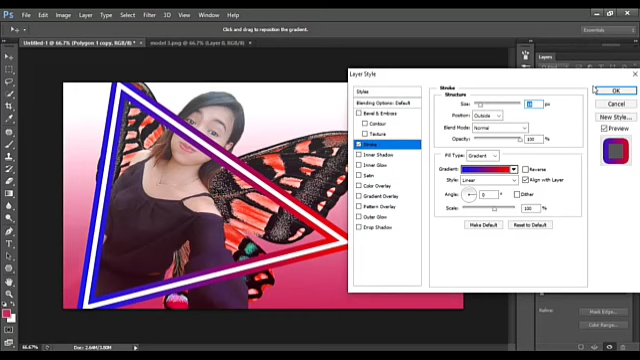 Ps File Edit Image Layer Type Select Filter 3D View Window Help
Click and drag to reposition the gradient.
Essentials
Untitled-1 @ 66.7% (Polygon 1 copy, RGB/8) * ×
model 3.png @ 66.7% (Layer 0, RGB/8) ×
Layers
Layer Style
Styles
Blending Options: Default
Bevel & Emboss
Contour
Texture
Stroke
Inner Shadow
Inner Glow
Satin
Color Overlay
Gradient Overlay
Pattern Overlay
Outer Glow
Drop Shadow
Stroke
Structure
Size: px
Position: Outside
Blend Mode: Normal
Opacity: 100 %
Fill Type: Gradient
Gradient: Reverse
Style: Linear Align with Layer
Angle: 0 ° Dither
Scale: 100 %
Make Default Reset to Default
OK
Cancel
New Style...
Preview
Refine:
Mask Edge...
Color Range...
66.67% Doc: 2.64M/3.80M